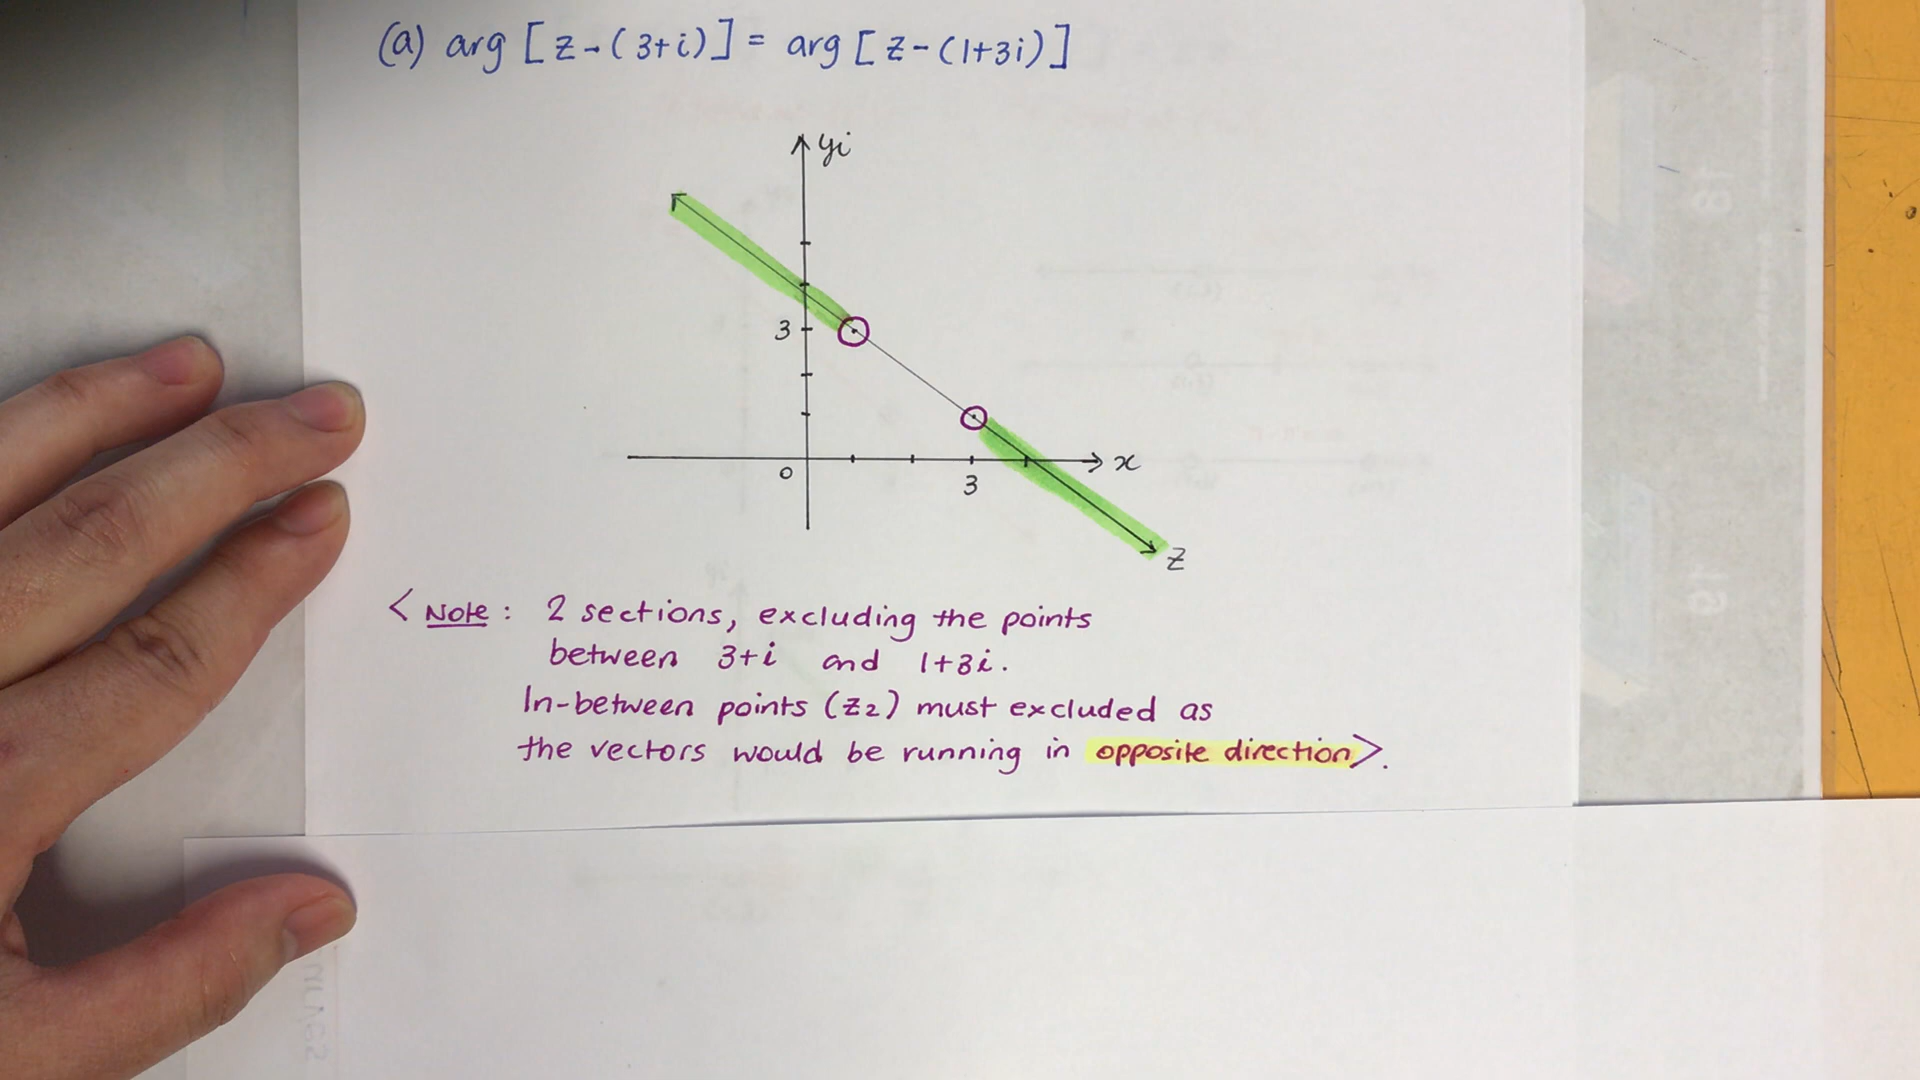 (a) arg [z-(3+i)] = arg [z-(1+3i)]
yi
3
0
3
x
z
<Note: 2 sections, excluding the points
between 3+i and 1+3i.
In-between points (z₂) must excluded as
the vectors would be running in opposite direction>.